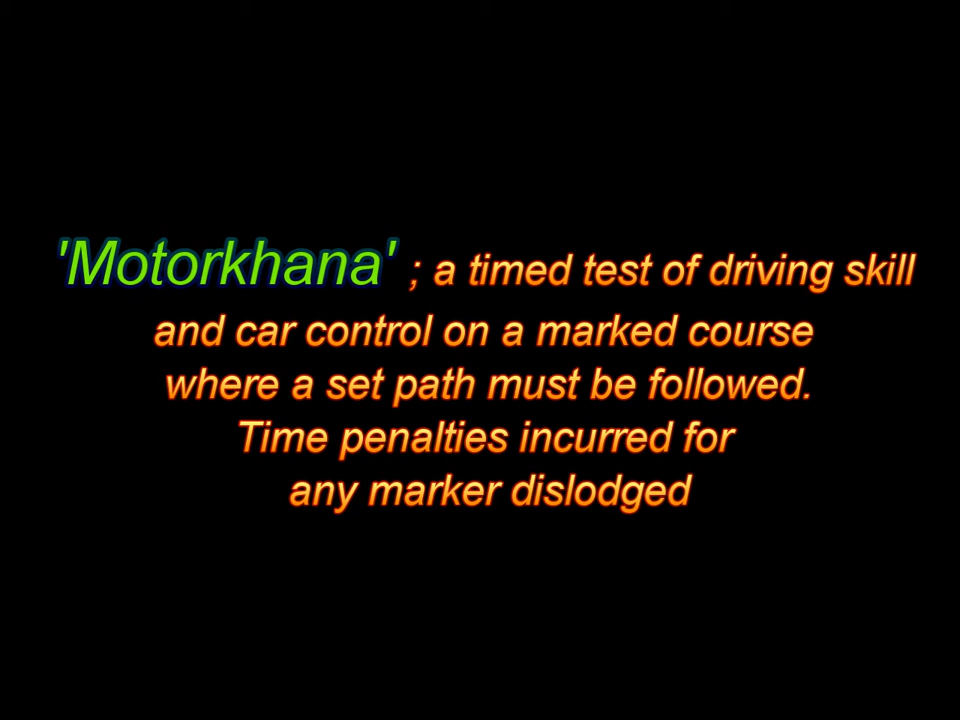 'Motorkhana' ; a timed test of driving skill
and car control on a marked course
where a set path must be followed.
Time penalties incurred for
any marker dislodged